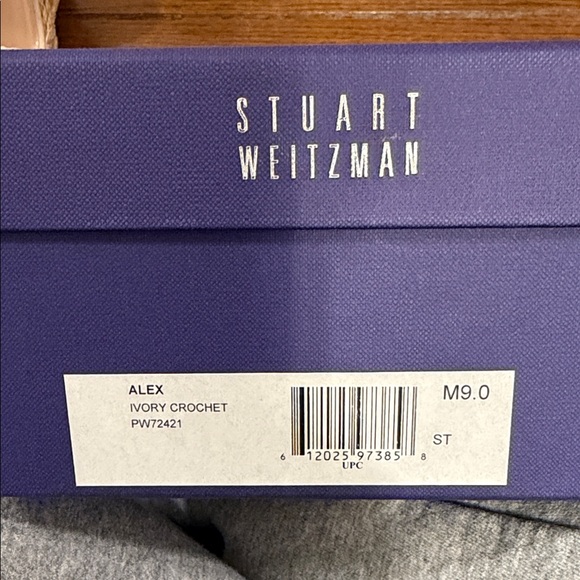 STUART
WEITZMAN
ALEX
IVORY CROCHET
PW72421
M9.0
ST
6 12025 97385 8
UPC